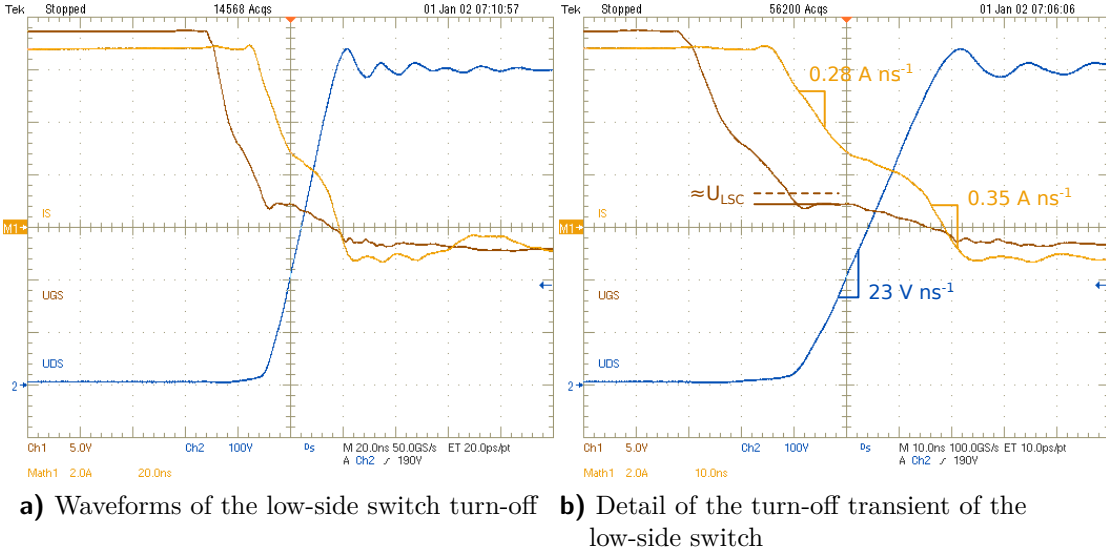 Tek Stopped 14568 Acqs 01 Jan 02 07:10:57
IS
M1
UGS
UDS
2
Ch1 5.0V Ch2 100V Ds M 20.0ns 50.0GS/s ET 20.0ps/pt
A Ch2 ∫ 190V
Math1 2.0A 20.0ns
a) Waveforms of the low-side switch turn-off
Tek Stopped 56200 Acqs 01 Jan 02 07:06:06
0.28 A ns⁻¹
≈U_LSC
0.35 A ns⁻¹
IS
M1
UGS
23 V ns⁻¹
UDS
2
Ch1 5.0V Ch2 100V Ds M 10.0ns 100.0GS/s ET 10.0ps/pt
A Ch2 ∫ 190V
Math1 2.0A 10.0ns
b) Detail of the turn-off transient of the
low-side switch